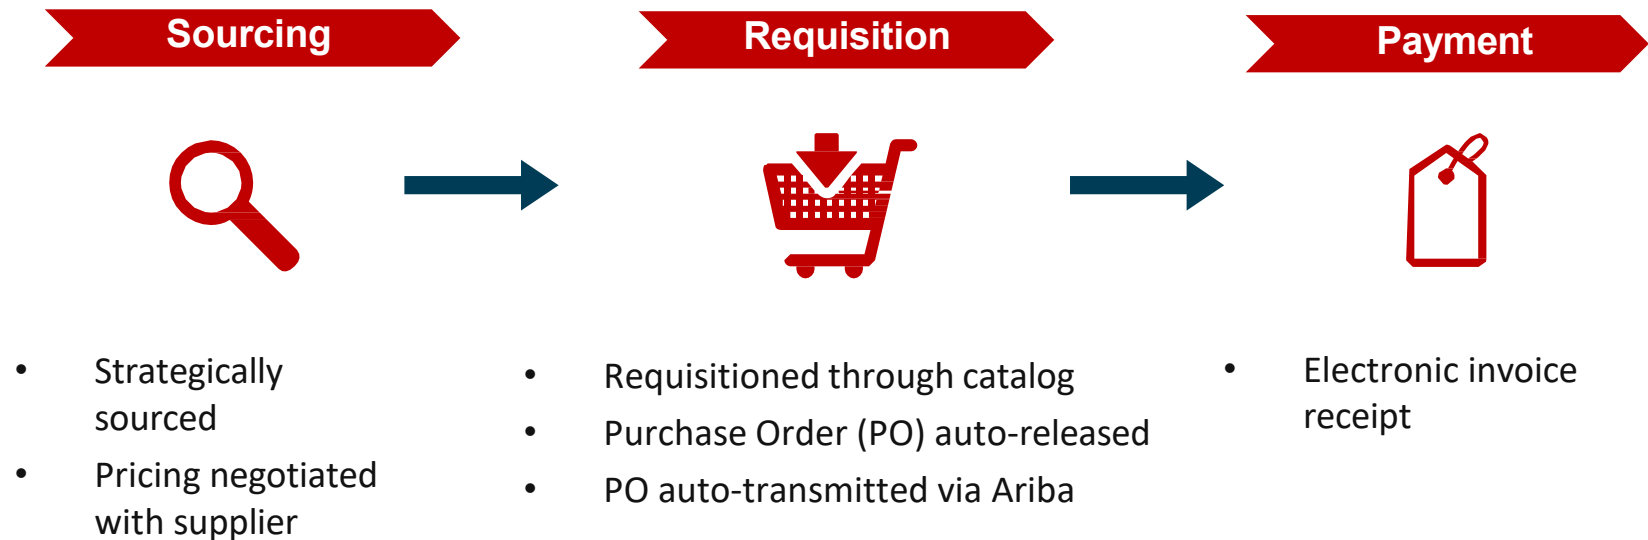 Sourcing
Requisition
Payment
• Strategically
sourced
• Pricing negotiated
with supplier
• Requisitioned through catalog
• Purchase Order (PO) auto-released
• PO auto-transmitted via Ariba
• Electronic invoice
receipt